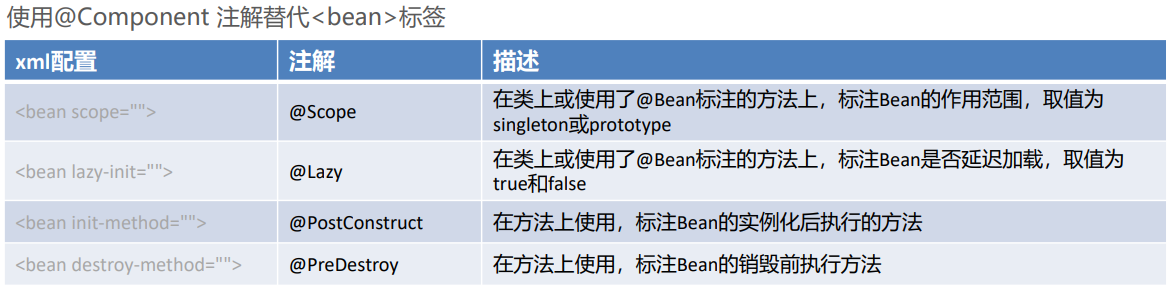 使用@Component 注解替代<bean>标签
xml配置 注解 描述
<bean scope=""> @Scope 在类上或使用了@Bean标注的方法上，标注Bean的作用范围，取值为
singleton或prototype
<bean lazy-init=""> @Lazy 在类上或使用了@Bean标注的方法上，标注Bean是否延迟加载，取值为
true和false
<bean init-method=""> @PostConstruct 在方法上使用，标注Bean的实例化后执行的方法
<bean destroy-method=""> @PreDestroy 在方法上使用，标注Bean的销毁前执行方法